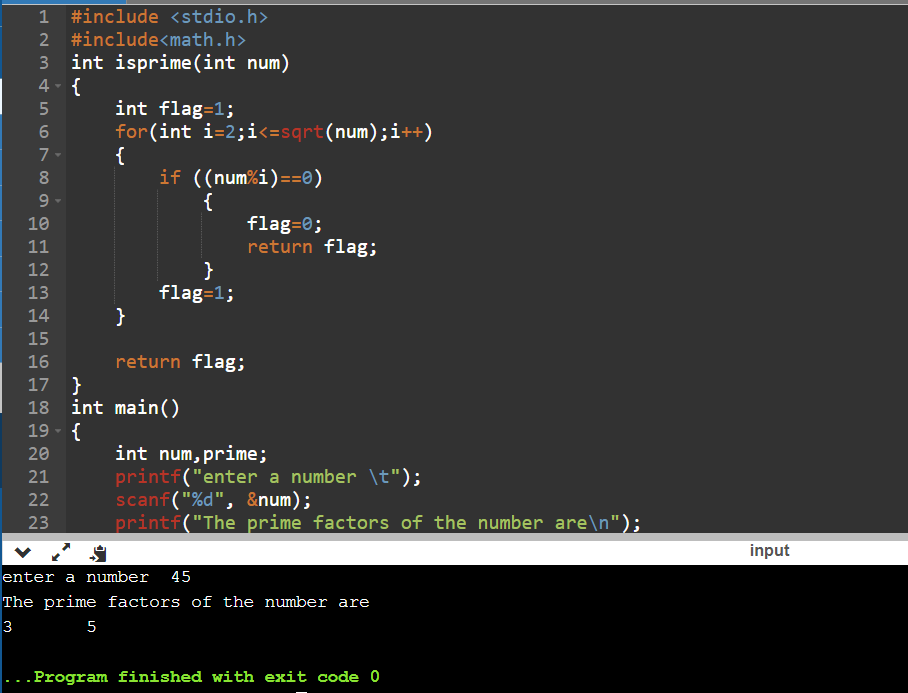 1 #include <stdio.h>
2 #include<math.h>
3 int isprime(int num)
4 {
5 int flag=1;
6 for(int i=2;i<=sqrt(num);i++)
7 {
8 if ((num%i)==0)
9 {
10 flag=0;
11 return flag;
12 }
13 flag=1;
14 }
15
16 return flag;
17 }
18 int main()
19 {
20 int num,prime;
21 printf("enter a number \t");
22 scanf("%d", &num);
23 printf("The prime factors of the number are\n");
input
enter a number  45
The prime factors of the number are
3       5
...Program finished with exit code 0